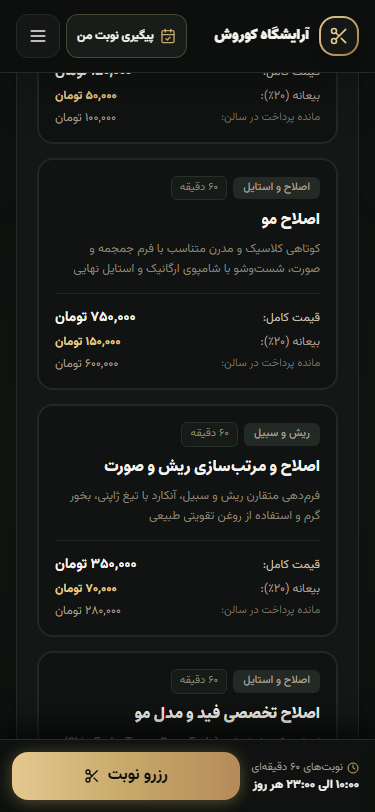 آرایشگاه کوروش
پیگیری نوبت من
قیمت کامل:
تومان
بیعانه (۲۰٪): ۵۰,۰۰۰ تومان
مانده پرداخت در سالن: ۱۰۰,۰۰۰ تومان
اصلاح و استایل ۶۰ دقیقه
اصلاح مو
کوتاهی کلاسیک و مدرن متناسب با فرم جمجمه و
صورت، شست‌وشو با شامپوی ارگانیک و استایل نهایی
قیمت کامل: ۷۵۰,۰۰۰ تومان
بیعانه (۲۰٪): ۱۵۰,۰۰۰ تومان
مانده پرداخت در سالن: ۶۰۰,۰۰۰ تومان
ریش و سبیل ۶۰ دقیقه
اصلاح و مرتب‌سازی ریش و صورت
فرم‌دهی متقارن ریش و سبیل، آنکارد با تیغ ژاپنی، بخور
گرم و استفاده از روغن تقویتی طبیعی
قیمت کامل: ۳۵۰,۰۰۰ تومان
بیعانه (۲۰٪): ۷۰,۰۰۰ تومان
مانده پرداخت در سالن: ۲۸۰,۰۰۰ تومان
اصلاح و استایل ۶۰ دقیقه
اصلاح تخصصی فید و مدل مو
نوبت‌های ۶۰ دقیقه‌ای
۱۰:۰۰ الی ۲۳:۰۰ هر روز
رزرو نوبت